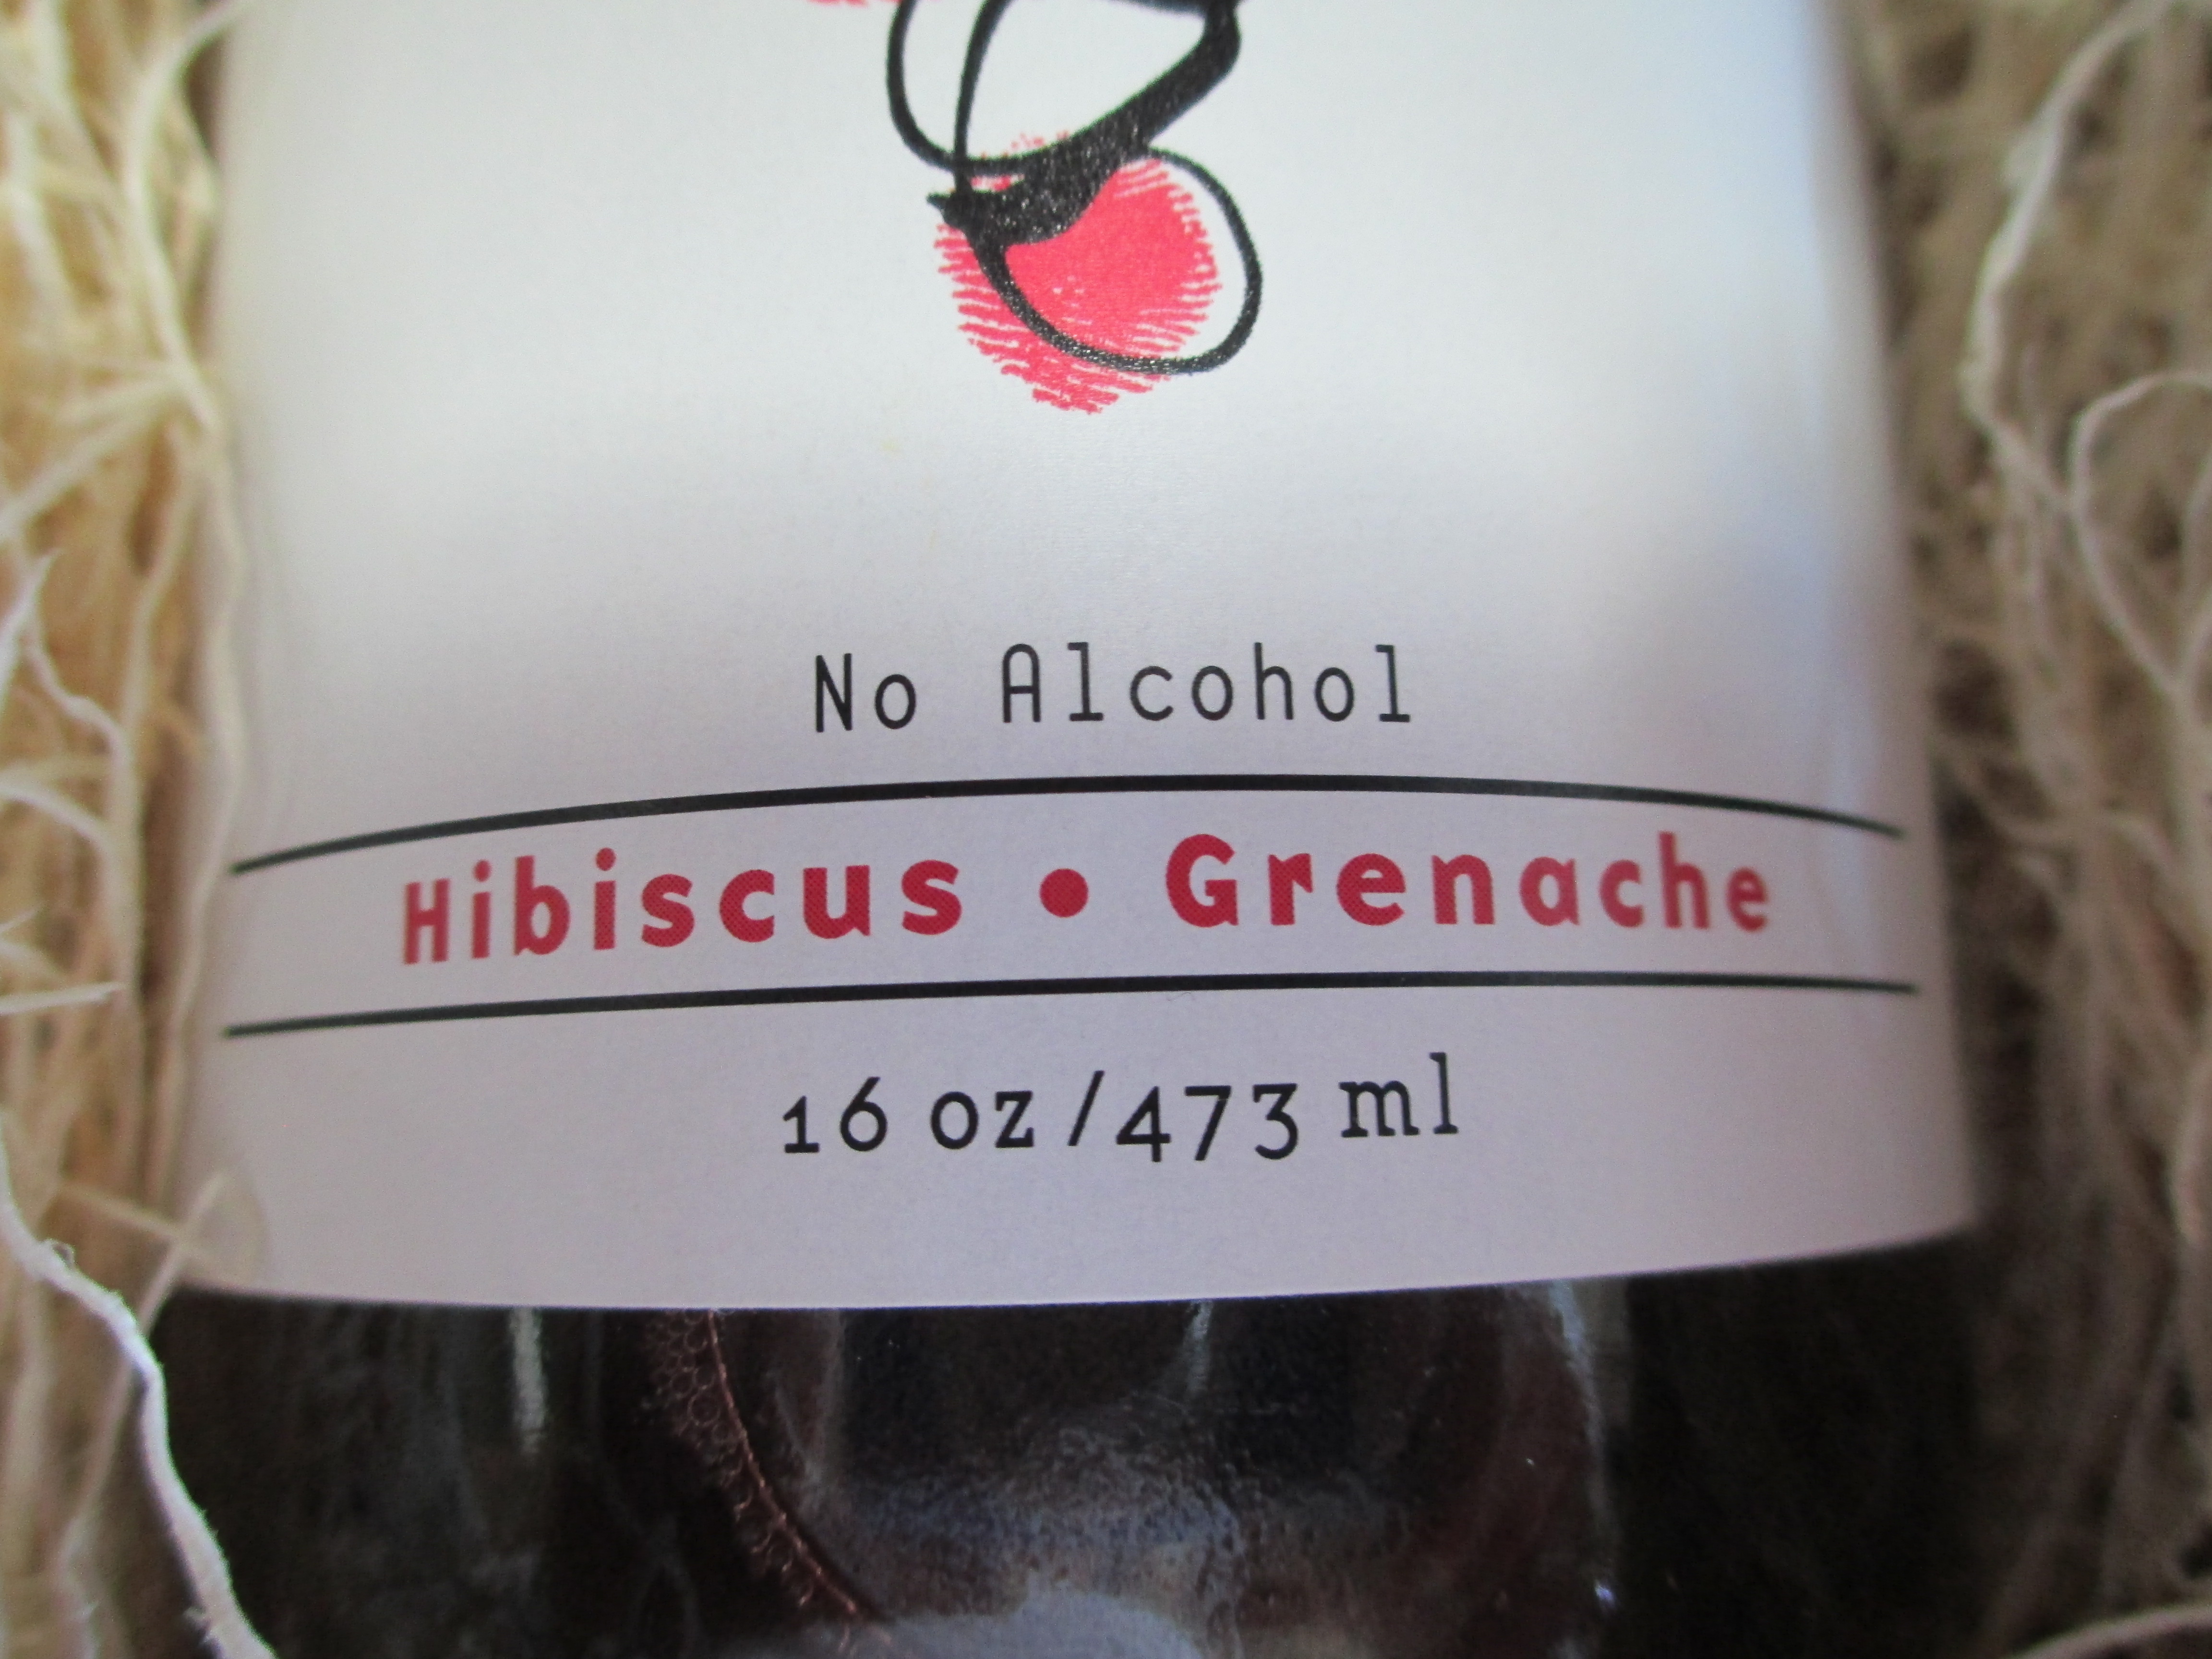 No Alcohol
Hibiscus • Grenache
16 oz/473 ml